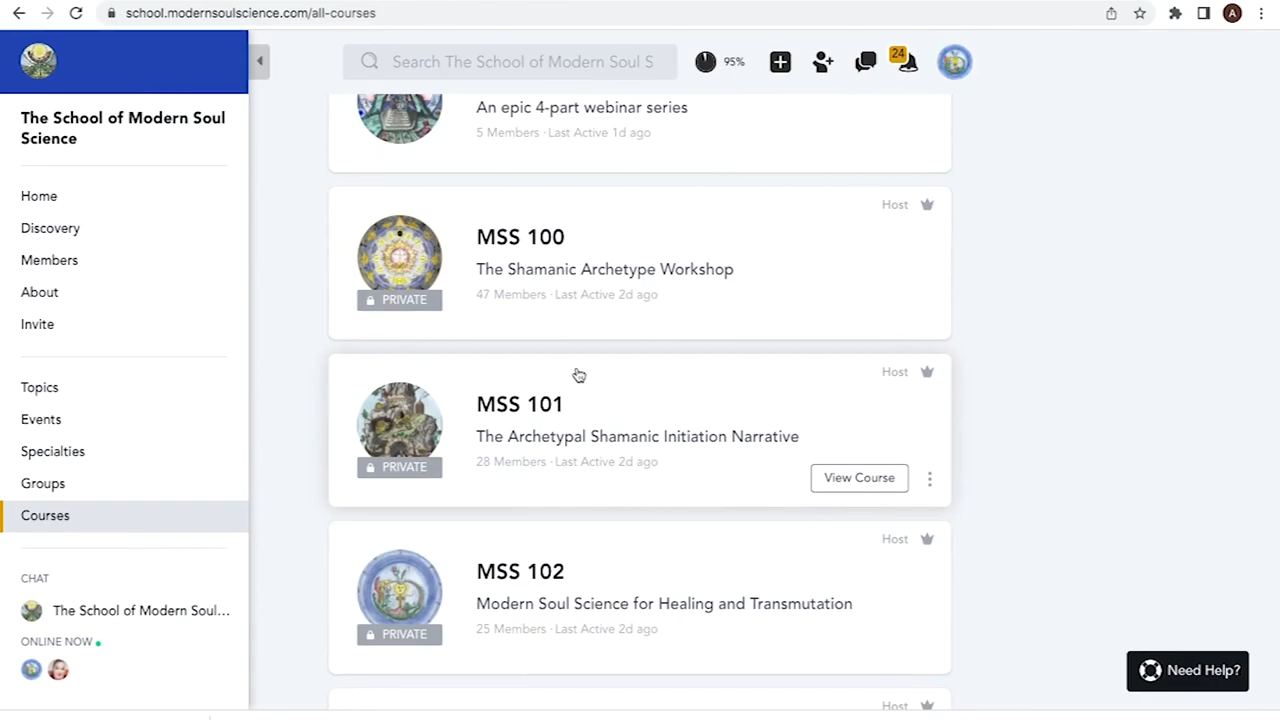 school.modernsoulscience.com/all-courses
A
Search The School of Modern Soul S
95%
24
The School of Modern Soul
Science
Home
Discovery
Members
About
Invite
Topics
Events
Specialties
Groups
Courses
CHAT
The School of Modern Soul...
ONLINE NOW
An epic 4-part webinar series
5 Members · Last Active 1d ago
Host
MSS 100
The Shamanic Archetype Workshop
47 Members · Last Active 2d ago
PRIVATE
Host
MSS 101
The Archetypal Shamanic Initiation Narrative
28 Members · Last Active 2d ago
PRIVATE
View Course
Host
MSS 102
Modern Soul Science for Healing and Transmutation
25 Members · Last Active 2d ago
PRIVATE
Host
Need Help?